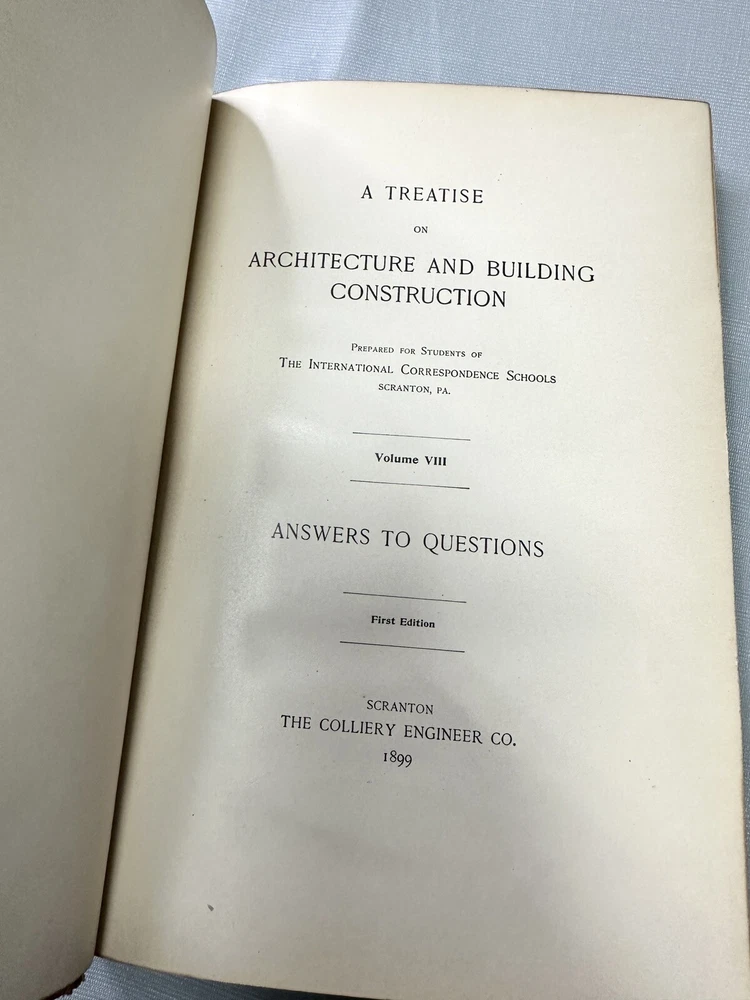 A TREATISE
ON
ARCHITECTURE AND BUILDING
CONSTRUCTION
PREPARED FOR STUDENTS OF
THE INTERNATIONAL CORRESPONDENCE SCHOOLS
SCRANTON, PA.
Volume VIII
ANSWERS TO QUESTIONS
First Edition
SCRANTON
THE COLLIERY ENGINEER CO.
1899